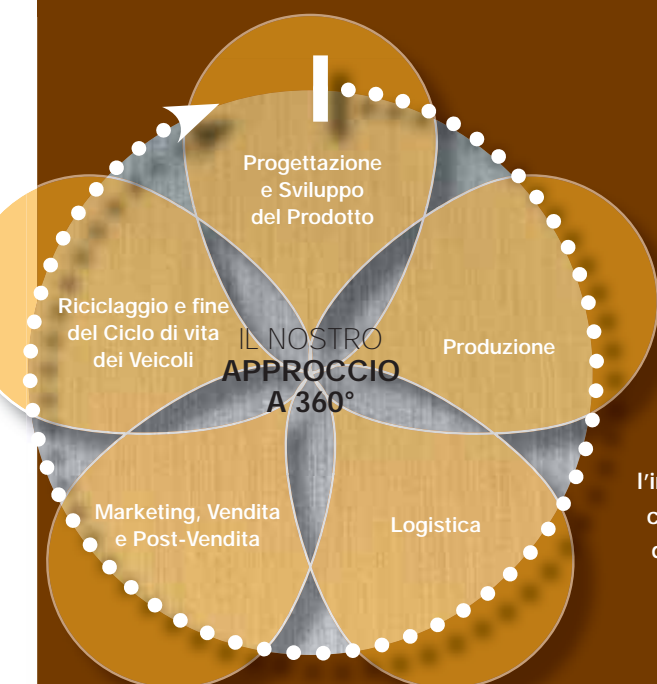 Progettazione
e Sviluppo
del Prodotto
Riciclaggio e fine
del Ciclo di vita
dei Veicoli
IL NOSTRO
APPROCCIO
A 360°
Produzione
Marketing, Vendita
e Post-Vendita
Logistica